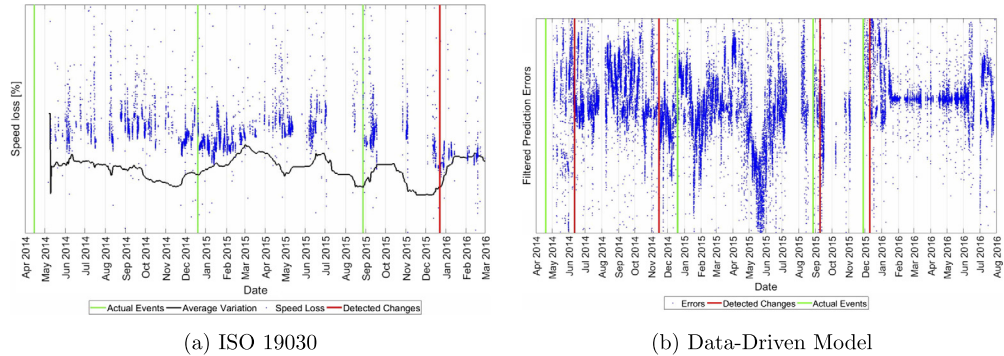 Speed loss [%]
Apr 2014
May 2014
Jun 2014
Jul 2014
Aug 2014
Sep 2014
Oct 2014
Nov 2014
Dec 2014
Jan 2015
Feb 2015
Mar 2015
Apr 2015
May 2015
Jun 2015
Jul 2015
Aug 2015
Sep 2015
Oct 2015
Nov 2015
Dec 2015
Jan 2016
Feb 2016
Mar 2016
Date
Actual Events Average Variation Speed Loss Detected Changes
(a) ISO 19030
Filtered Prediction Errors
Apr 2014
May 2014
Jun 2014
Jul 2014
Aug 2014
Sep 2014
Oct 2014
Nov 2014
Dec 2014
Jan 2015
Feb 2015
Mar 2015
Apr 2015
May 2015
Jun 2015
Jul 2015
Aug 2015
Sep 2015
Oct 2015
Nov 2015
Dec 2015
Jan 2016
Feb 2016
Mar 2016
Apr 2016
May 2016
Jun 2016
Jul 2016
Aug 2016
Date
Errors Detected Changes Actual Events
(b) Data-Driven Model